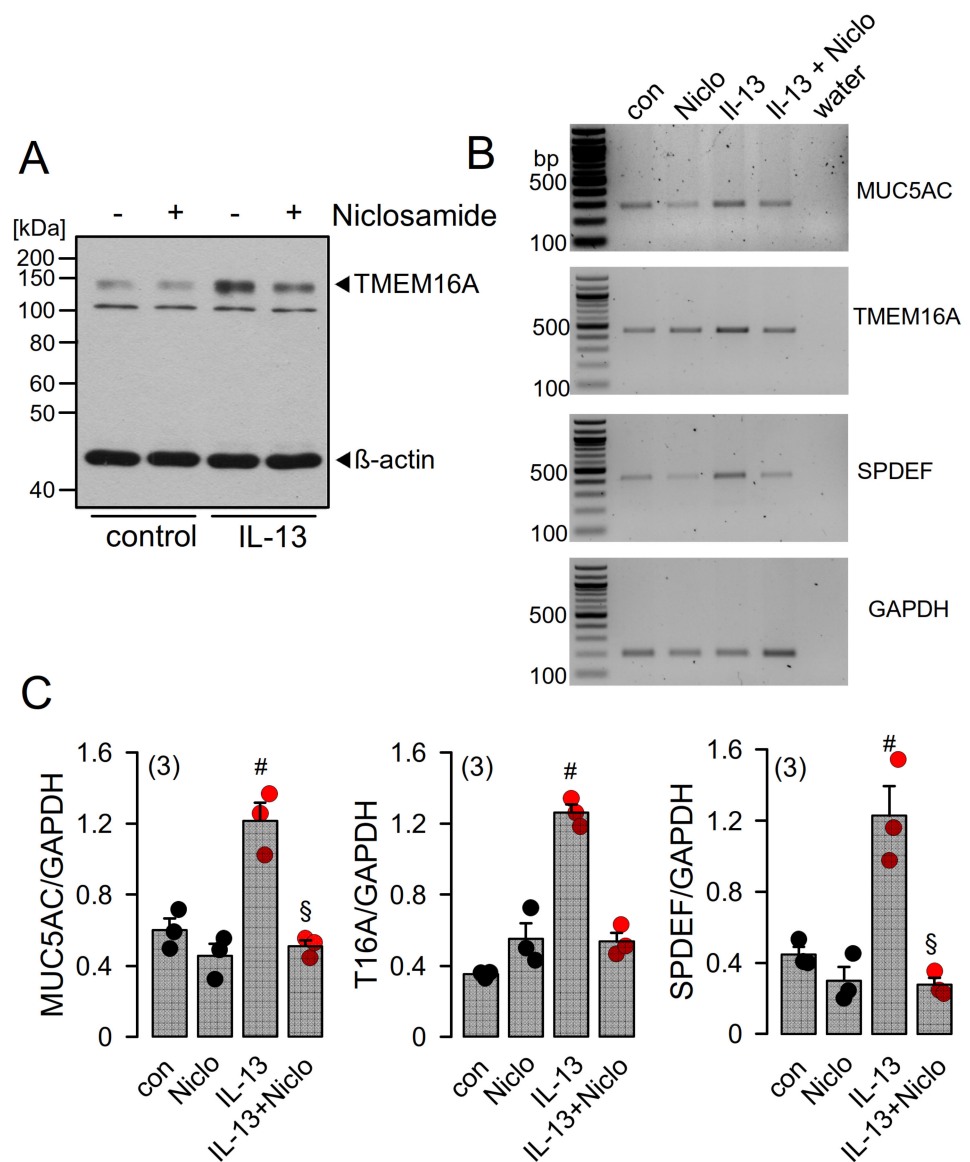 A
- + - + Niclosamide
[kDa]
200
150
100
80
60
50
40
TMEM16A
ß-actin
control IL-13
B
con Niclo Il-13 Il-13 + Niclo water
bp
500
100
MUC5AC
500
100
TMEM16A
500
100
SPDEF
500
100
GAPDH
C
MUC5AC/GAPDH
1.6
1.2
0.8
0.4
0
(3)
#
§
con Niclo IL-13 IL-13+Niclo
T16A/GAPDH
1.6
1.2
0.8
0.4
0
(3)
#
con Niclo IL-13 IL-13+Niclo
SPDEF/GAPDH
1.6
1.2
0.8
0.4
0
(3)
#
§
con Niclo IL-13 IL-13+Niclo